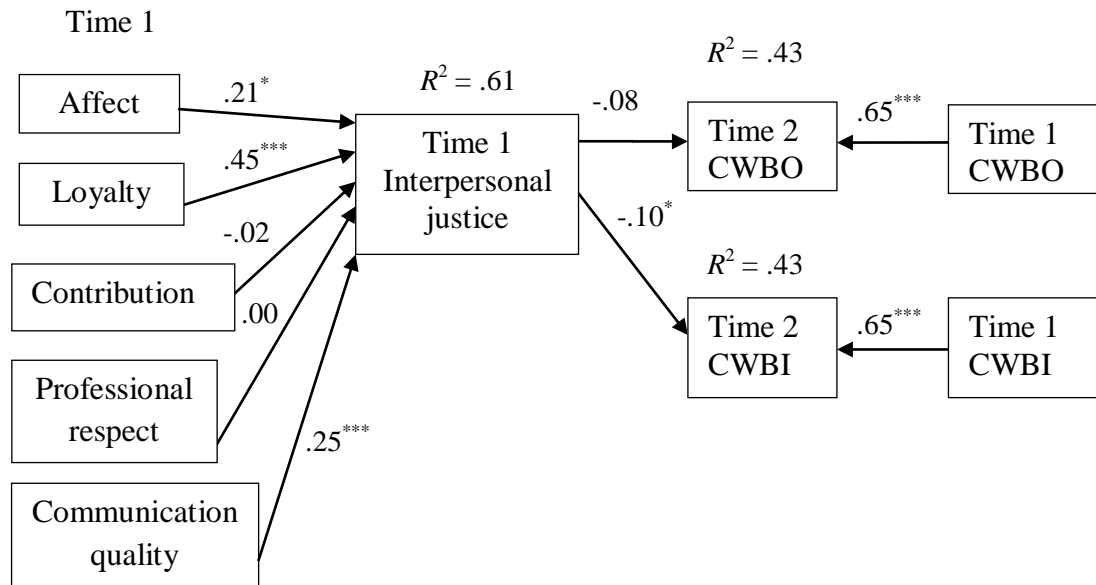 Time 1
Affect
Loyalty
Contribution
Professional
respect
Communication
quality
.21*
.45***
-.02
.00
.25***
R² = .61
Time 1
Interpersonal
justice
-.08
-.10*
R² = .43
Time 2
CWBO
.65***
Time 1
CWBO
R² = .43
Time 2
CWBI
.65***
Time 1
CWBI